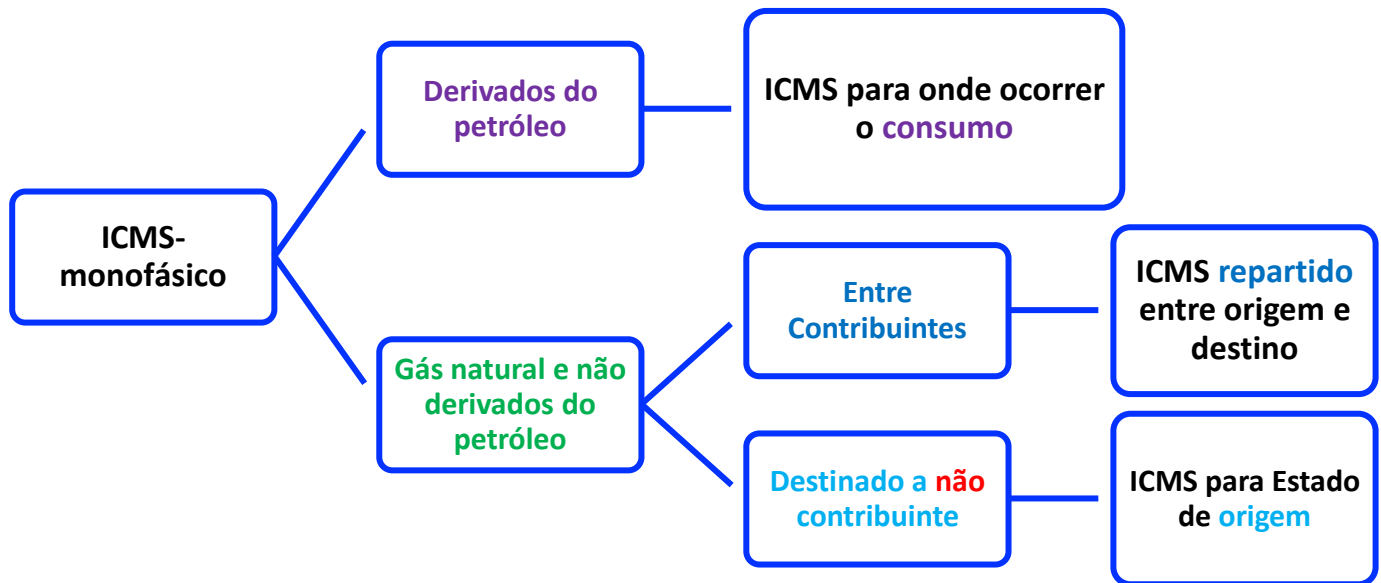 ICMS-
monofásico
Derivados do
petróleo
ICMS para onde ocorrer
o consumo
Gás natural e não
derivados do
petróleo
Entre
Contribuintes
ICMS repartido
entre origem e
destino
Destinado a não
contribuinte
ICMS para Estado
de origem